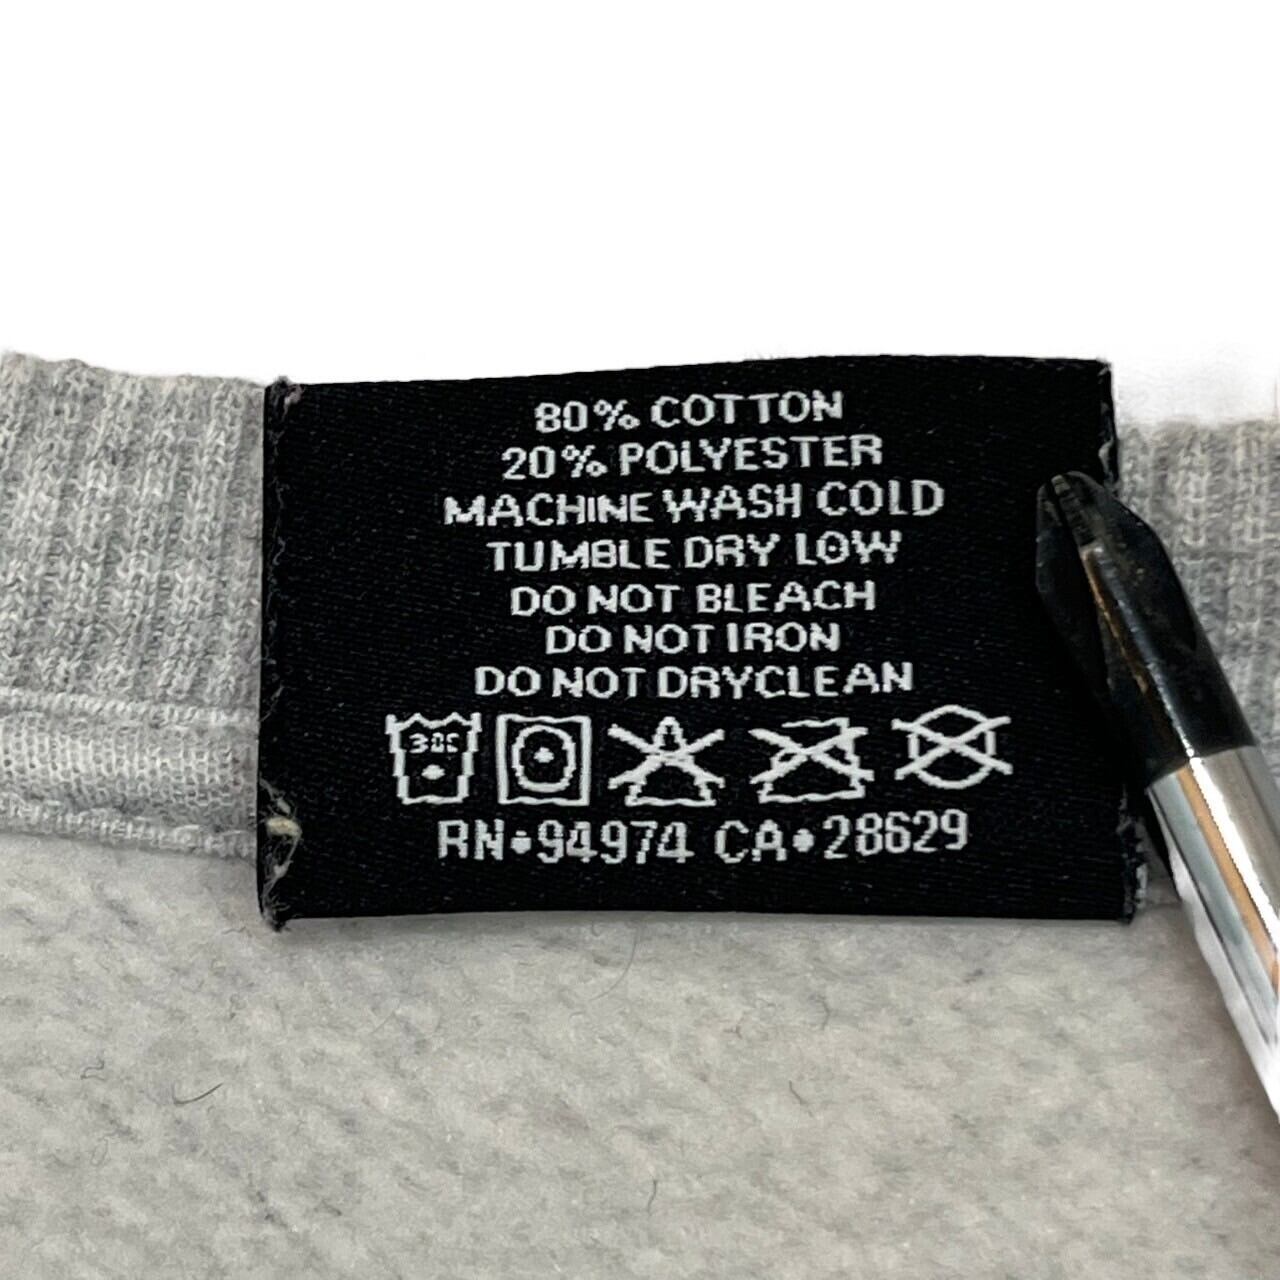 80% COTTON
20% POLYESTER
MACHINE WASH COLD
TUMBLE DRY LOW
DO NOT BLEACH
DO NOT IRON
DO NOT DRYCLEAN
30C
RN•94974 CA•28629